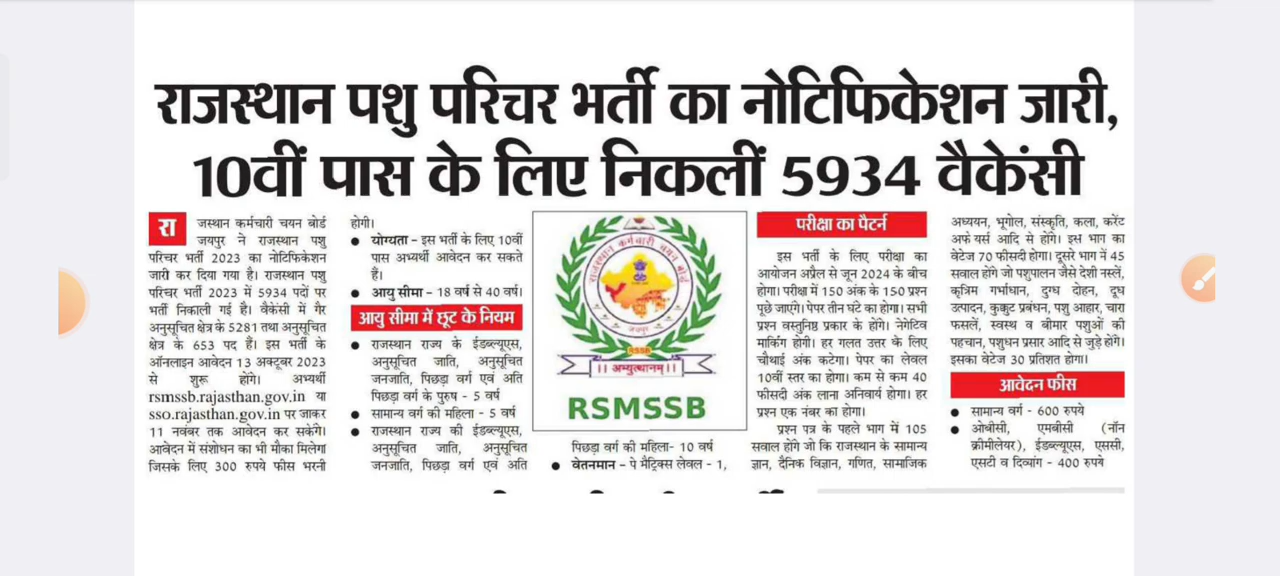 राजस्थान पशु परिचर भर्ती का नोटिफिकेशन जारी,
10वीं पास के लिए निकलीं 5934 वैकेंसी
राजस्थान कर्मचारी चयन बोर्ड
जयपुर ने राजस्थान पशु
परिचर भर्ती 2023 का नोटिफिकेशन
जारी कर दिया गया है। राजस्थान पशु
परिचर भर्ती 2023 में 5934 पदों पर
भर्ती निकाली गई है। वैकेंसी में गैर
अनुसूचित क्षेत्र के 5281 तथा अनुसूचित
क्षेत्र के 653 पद हैं। इस भर्ती के
ऑनलाइन आवेदन 13 अक्टूबर 2023
से शुरू होंगे। अभ्यर्थी
rsmssb.rajasthan.gov.in या
sso.rajasthan.gov.in पर जाकर
11 नवंबर तक आवेदन कर सकेंगे।
आवेदन में संशोधन का भी मौका मिलेगा
जिसके लिए 300 रुपये फीस भरनी
होगी।
● योग्यता - इस भर्ती के लिए 10वीं
पास अभ्यर्थी आवेदन कर सकते
हैं।
● आयु सीमा - 18 वर्ष से 40 वर्ष।
आयु सीमा में छूट के नियम
● राजस्थान राज्य के ईडब्ल्यूएस,
अनुसूचित जाति, अनुसूचित
जनजाति, पिछड़ा वर्ग एवं अति
पिछड़ा वर्ग के पुरुष - 5 वर्ष
● सामान्य वर्ग की महिला - 5 वर्ष
● राजस्थान राज्य की ईडब्ल्यूएस,
अनुसूचित जाति, अनुसूचित
जनजाति, पिछड़ा वर्ग एवं अति
राजस्थान कर्मचारी चयन बोर्ड
जयपुर
RSSB
।। अभ्युत्थानम् ।।
RSMSSB
पिछड़ा वर्ग की महिला- 10 वर्ष
● वेतनमान - पे मैट्रिक्स लेवल - 1,
परीक्षा का पैटर्न
इस भर्ती के लिए परीक्षा का
आयोजन अप्रैल से जून 2024 के बीच
होगा। परीक्षा में 150 अंक के 150 प्रश्न
पूछे जाएंगे। पेपर तीन घंटे का होगा। सभी
प्रश्न वस्तुनिष्ठ प्रकार के होंगे। नेगेटिव
मार्किंग होगी। हर गलत उत्तर के लिए
चौथाई अंक कटेगा। पेपर का लेवल
10वीं स्तर का होगा। कम से कम 40
फीसदी अंक लाना अनिवार्य होगा। हर
प्रश्न एक नंबर का होगा।
प्रश्न पत्र के पहले भाग में 105
सवाल होंगे जो कि राजस्थान के सामान्य
ज्ञान, दैनिक विज्ञान, गणित, सामाजिक
अध्ययन, भूगोल, संस्कृति, कला, करेंट
अफेयर्स आदि से होंगे। इस भाग का
वेटेज 70 फीसदी होगा। दूसरे भाग में 45
सवाल होंगे जो पशुपालन जैसे देशी नस्लें,
कृत्रिम गर्भाधान, दुग्ध दोहन, दूध
उत्पादन, कुक्कुट प्रबंधन, पशु आहार, चारा
फसलें, स्वस्थ व बीमार पशुओं की
पहचान, पशुधन प्रसार आदि से जुड़े होंगे।
इसका वेटेज 30 प्रतिशत होगा।
आवेदन फीस
● सामान्य वर्ग - 600 रुपये
● ओबीसी, एमबीसी (नॉन
क्रीमीलेयर), ईडब्ल्यूएस, एससी,
एसटी व दिव्यांग - 400 रुपये